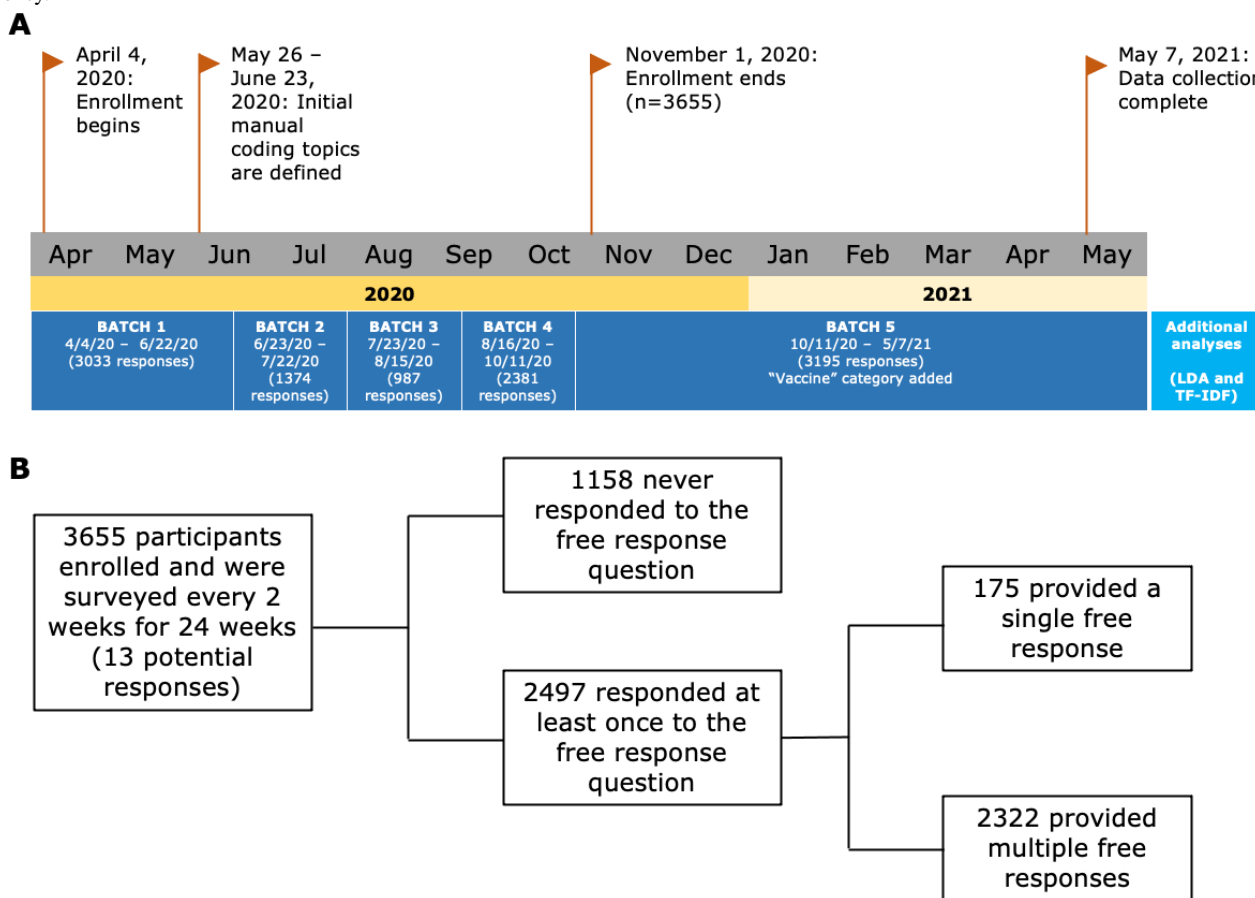 A
April 4,
2020:
Enrollment
begins
May 26 –
June 23,
2020: Initial
manual
coding topics
are defined
November 1, 2020:
Enrollment ends
(n=3655)
May 7, 2021:
Data collection
complete
Apr May Jun Jul Aug Sep Oct Nov Dec Jan Feb Mar Apr May
2020 2021
BATCH 1
4/4/20 – 6/22/20
(3033 responses)
BATCH 2
6/23/20 –
7/22/20
(1374
responses)
BATCH 3
7/23/20 –
8/15/20
(987
responses)
BATCH 4
8/16/20 –
10/11/20
(2381
responses)
BATCH 5
10/11/20 – 5/7/21
(3195 responses)
"Vaccine" category added
Additional
analyses
(LDA and
TF-IDF)
B
3655 participants
enrolled and were
surveyed every 2
weeks for 24 weeks
(13 potential
responses)
1158 never
responded to the
free response
question
2497 responded at
least once to the
free response
question
175 provided a
single free
response
2322 provided
multiple free
responses